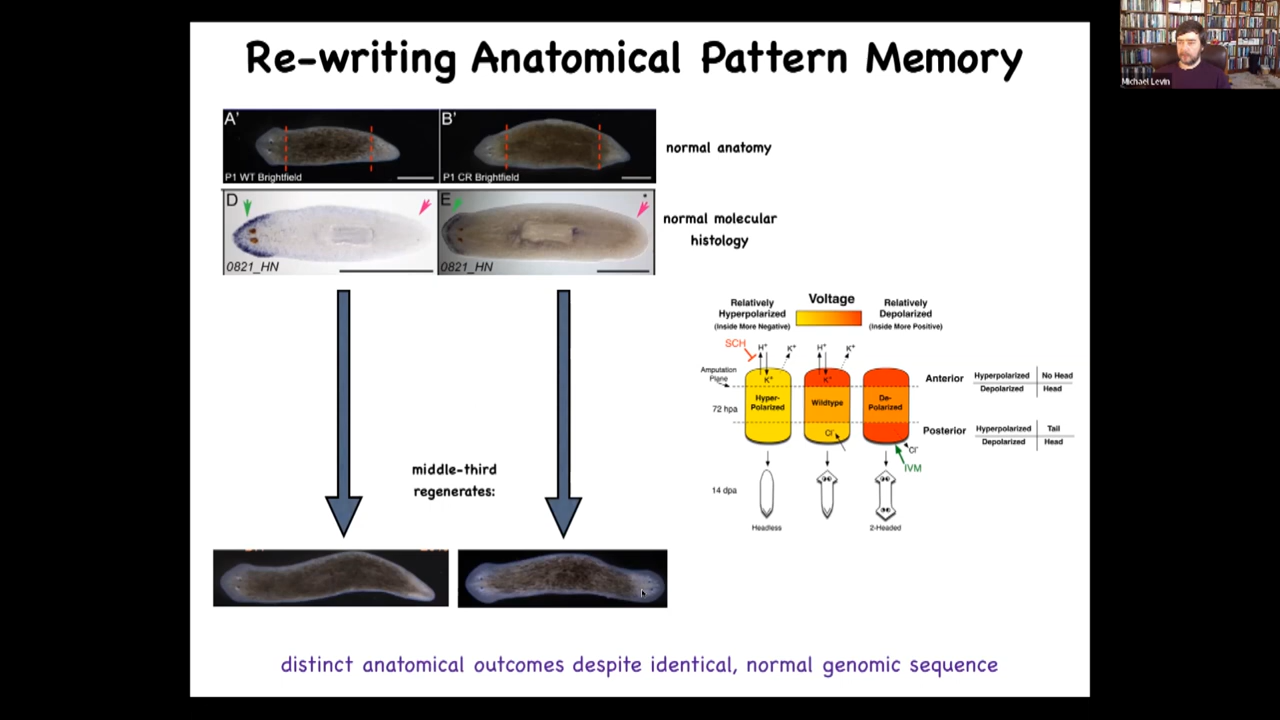 Re-writing Anatomical Pattern Memory
Michael Levin
A'
P1 WT Brightfield
B'
P1 CR Brightfield
normal anatomy
D
0821_HN
E
0821_HN
normal molecular
histology
Relatively
Hyperpolarized
(Inside More Negative)
Voltage
Relatively
Depolarized
(Inside More Positive)
SCH
H+
K+
H+
K+
Amputation
Plane
K+
K+
72 hpa
Hyper-
Polarized
Wildtype
De-
Polarized
Cl-
Cl-
IVM
Anterior
Hyperpolarized
No Head
Depolarized
Head
Posterior
Hyperpolarized
Tail
Depolarized
Head
14 dpa
Headless
2-Headed
middle-third
regenerates:
distinct anatomical outcomes despite identical, normal genomic sequence